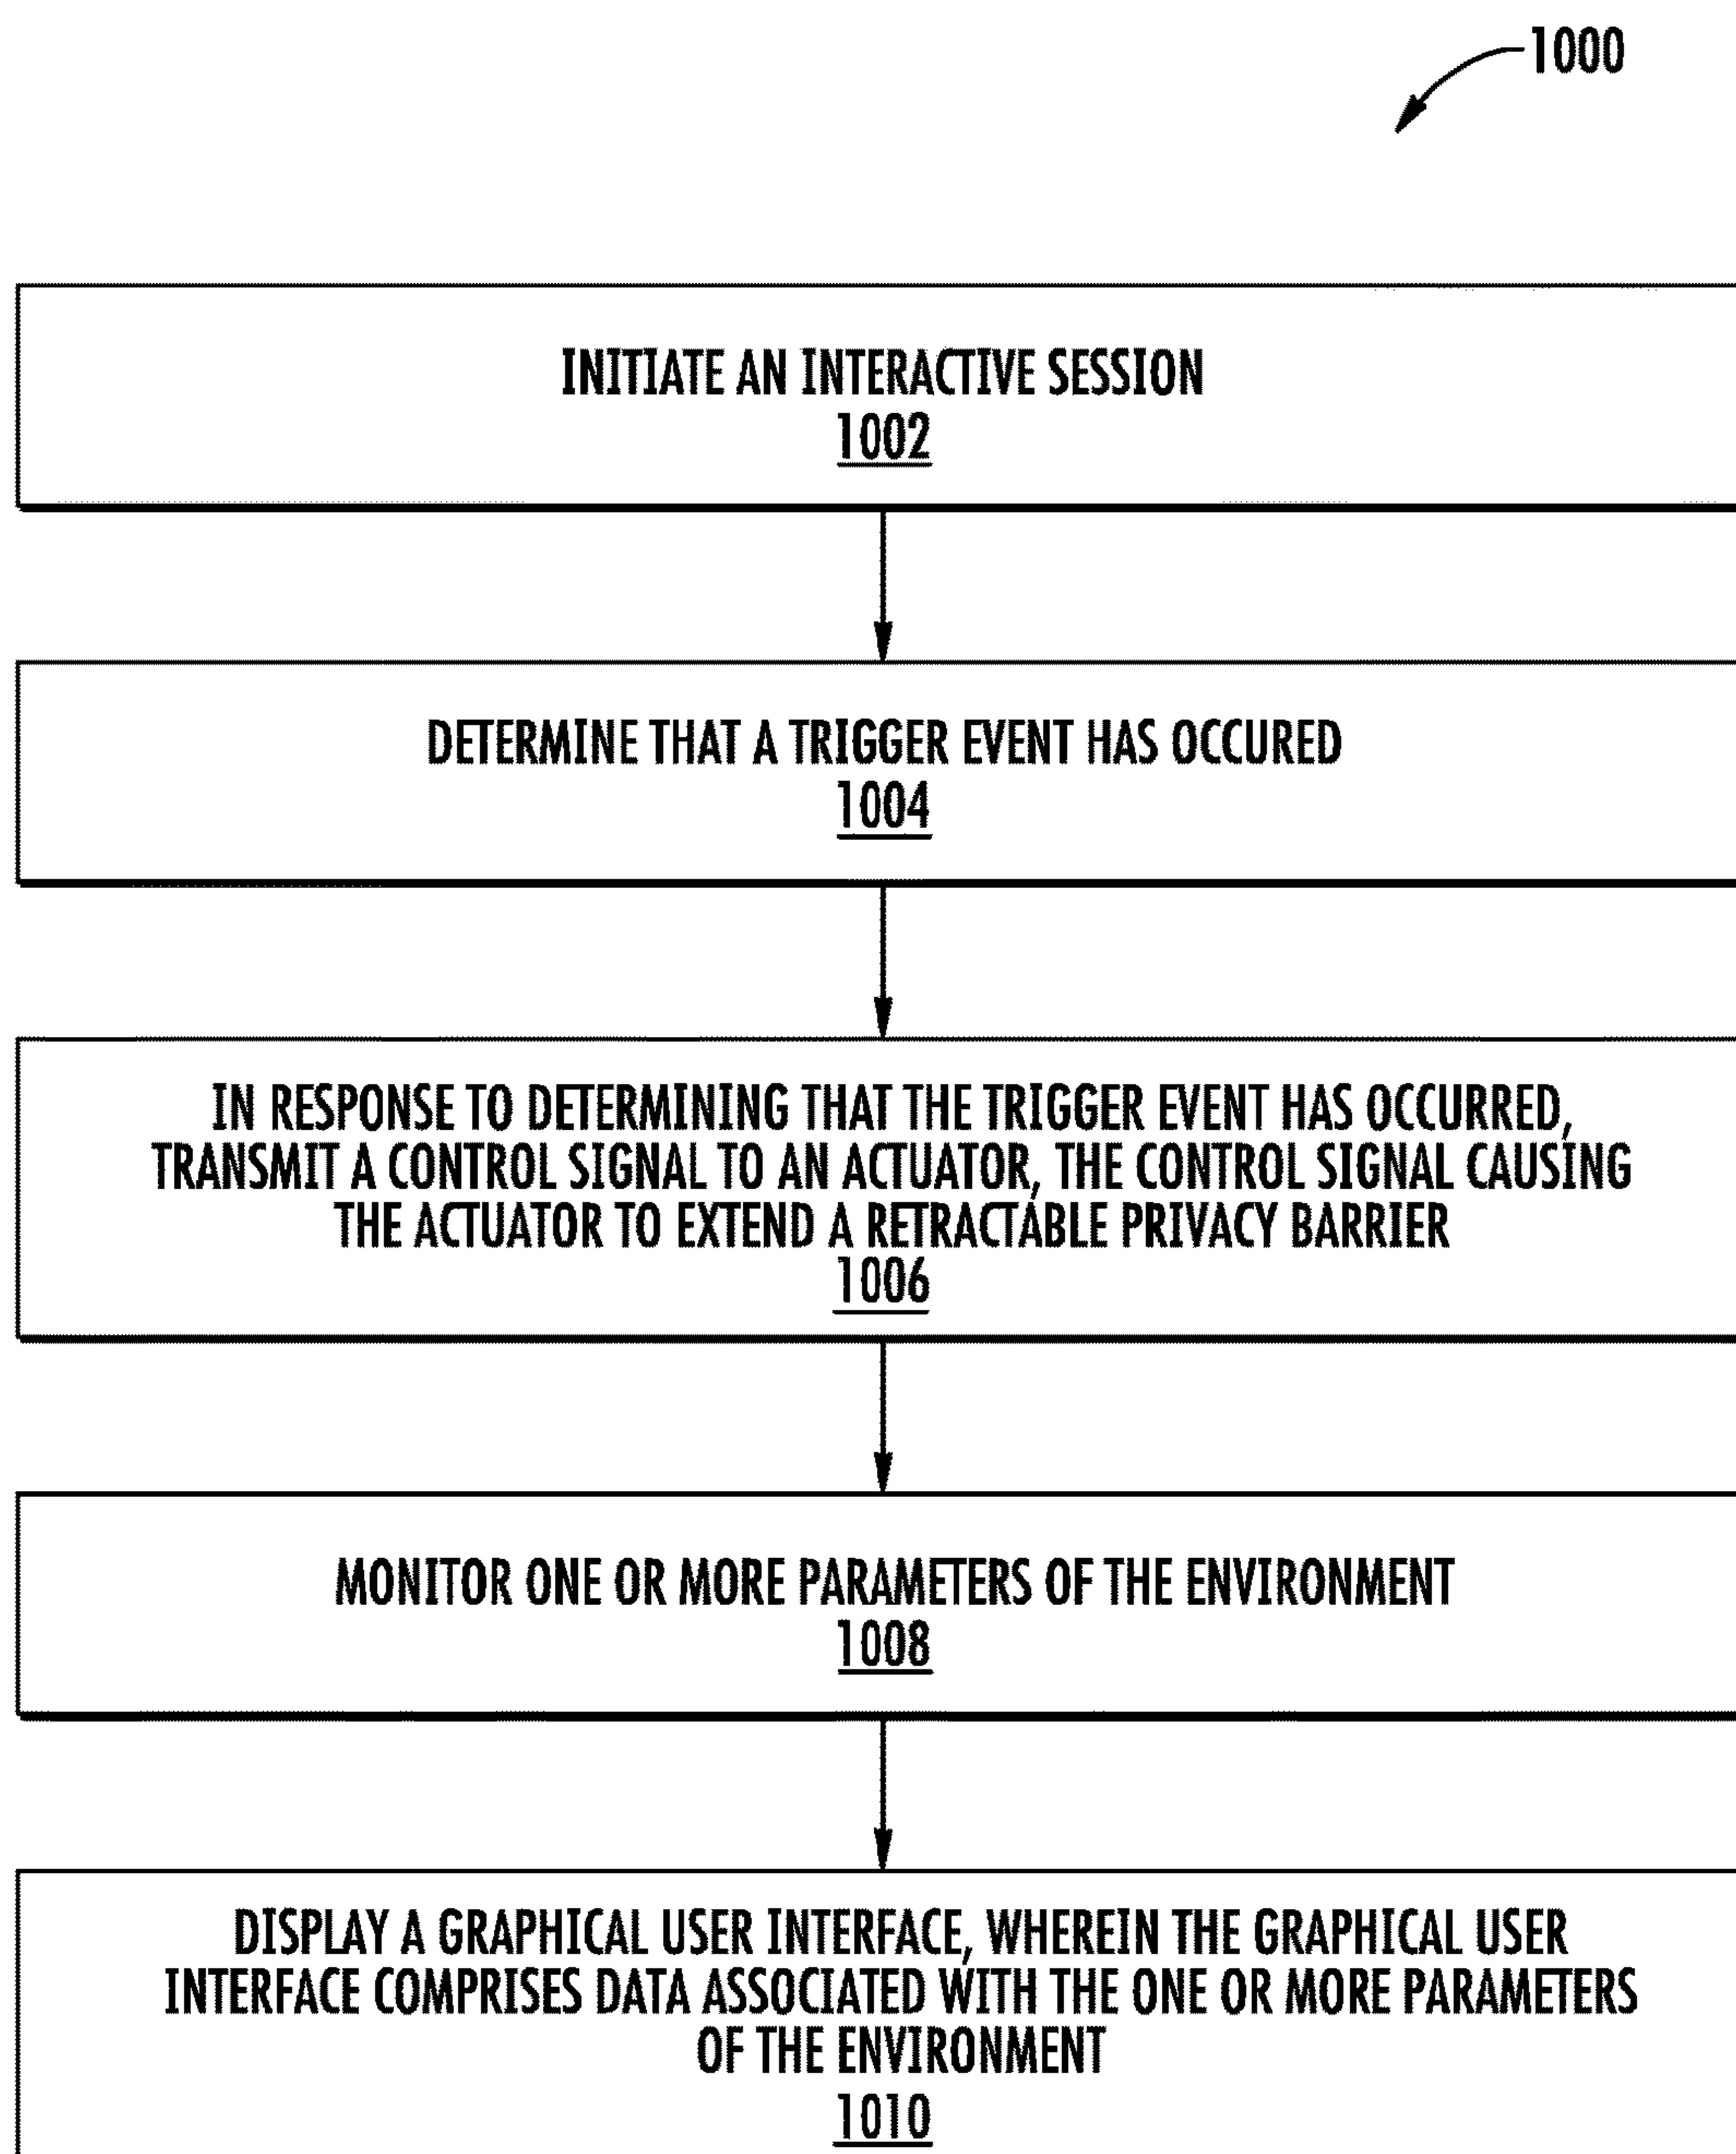 1000
INITIATE AN INTERACTIVE SESSION
1002
DETERMINE THAT A TRIGGER EVENT HAS OCCURED
1004
IN RESPONSE TO DETERMINING THAT THE TRIGGER EVENT HAS OCCURRED,
TRANSMIT A CONTROL SIGNAL TO AN ACTUATOR, THE CONTROL SIGNAL CAUSING
THE ACTUATOR TO EXTEND A RETRACTABLE PRIVACY BARRIER
1006
MONITOR ONE OR MORE PARAMETERS OF THE ENVIRONMENT
1008
DISPLAY A GRAPHICAL USER INTERFACE, WHEREIN THE GRAPHICAL USER
INTERFACE COMPRISES DATA ASSOCIATED WITH THE ONE OR MORE PARAMETERS
OF THE ENVIRONMENT
1010